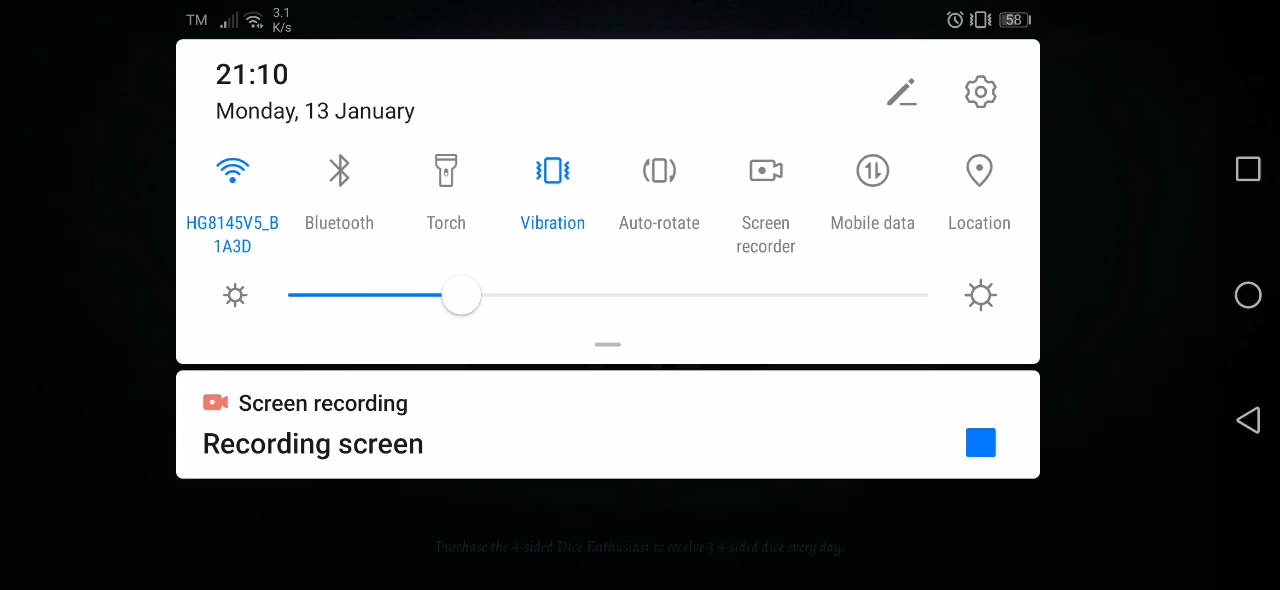 TM 3.1
K/s
58
21:10
Monday, 13 January
HG8145V5_B
1A3D
Bluetooth
Torch
Vibration
Auto-rotate
Screen
recorder
Mobile data
Location
Screen recording
Recording screen
Purchase the 4-sided Dice Enthusiast to receive 3 4-sided dice every day.